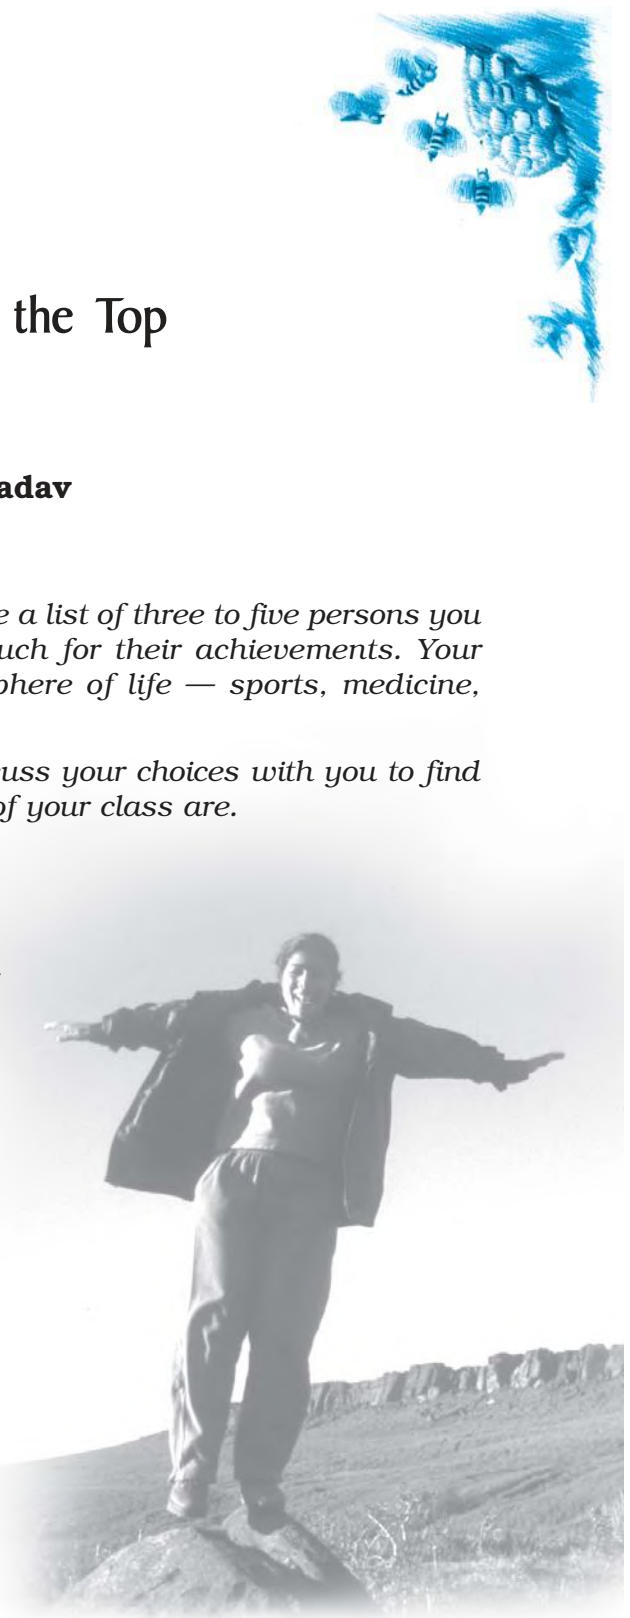 the Top
adav
e a list of three to five persons you
uch for their achievements. Your
phere of life — sports, medicine,
cuss your choices with you to find
of your class are.